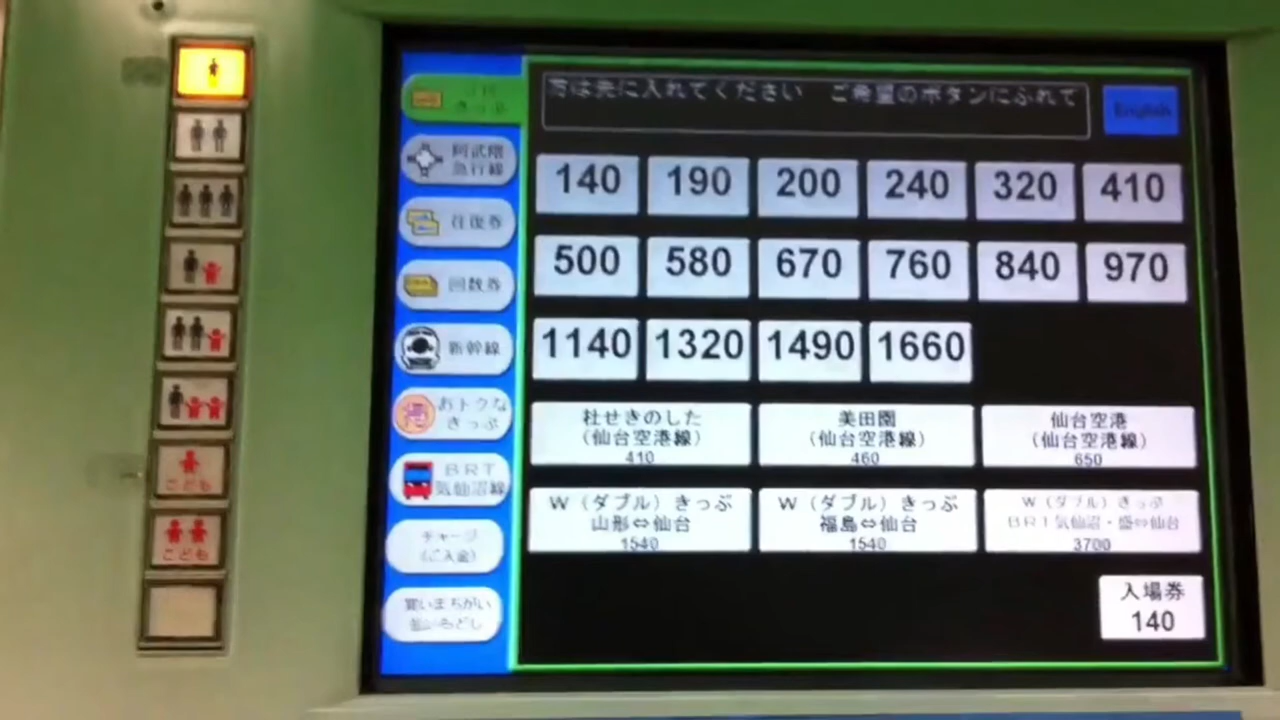 方は先に入れてください ご希望のボタンにふれて
English
きっぷ
阿武隈
急行線
往復券
回数券
新幹線
おトクな
きっぷ
BRT
気仙沼線
チャージ
(ご入金)
買いまちがい
140 190 200 240 320 410
500 580 670 760 840 970
1140 1320 1490 1660
杜せきのした
(仙台空港線)
410
美田園
(仙台空港線)
460
仙台空港
(仙台空港線)
650
W(ダブル)きっぷ
山形⇔仙台
1540
W(ダブル)きっぷ
福島⇔仙台
1540
W(ダブル)きっぷ
BRT気仙沼・盛⇔仙台
3700
入場券
140
こども
こども